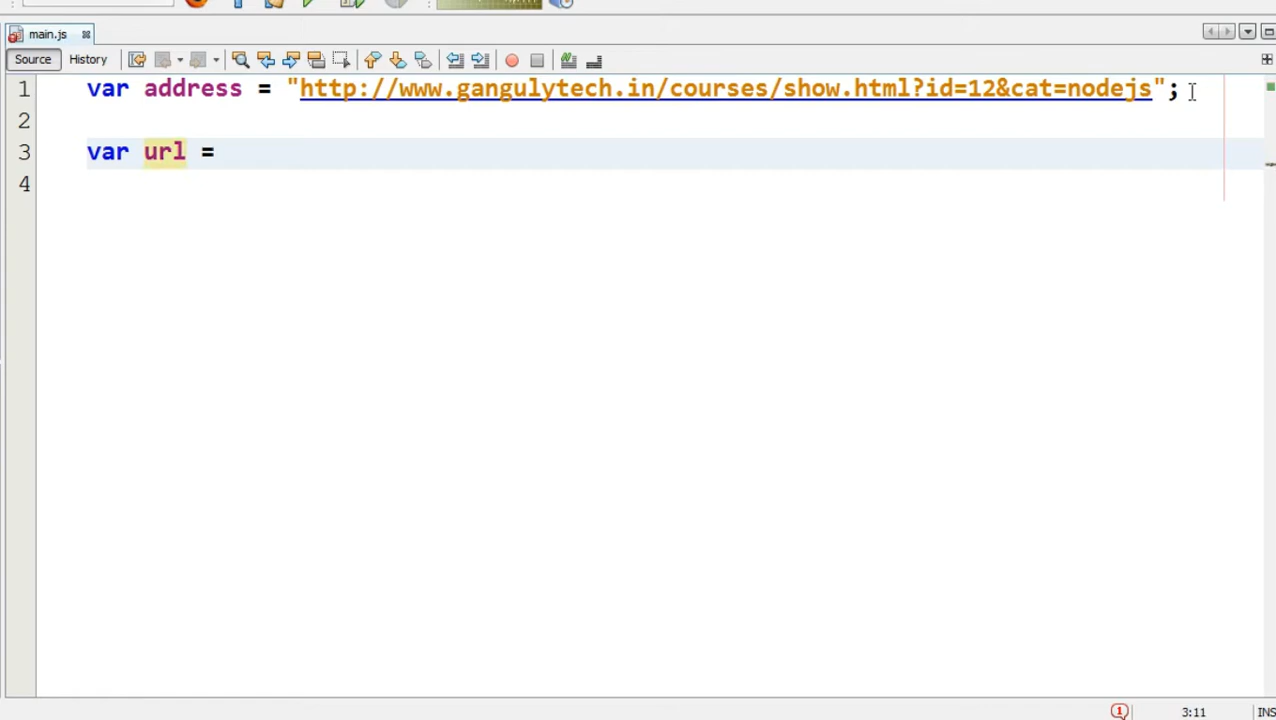 main.js
Source History
1 var address = "http://www.gangulytech.in/courses/show.html?id=12&cat=nodejs";
2
3 var url =
4
1 3:11 INS